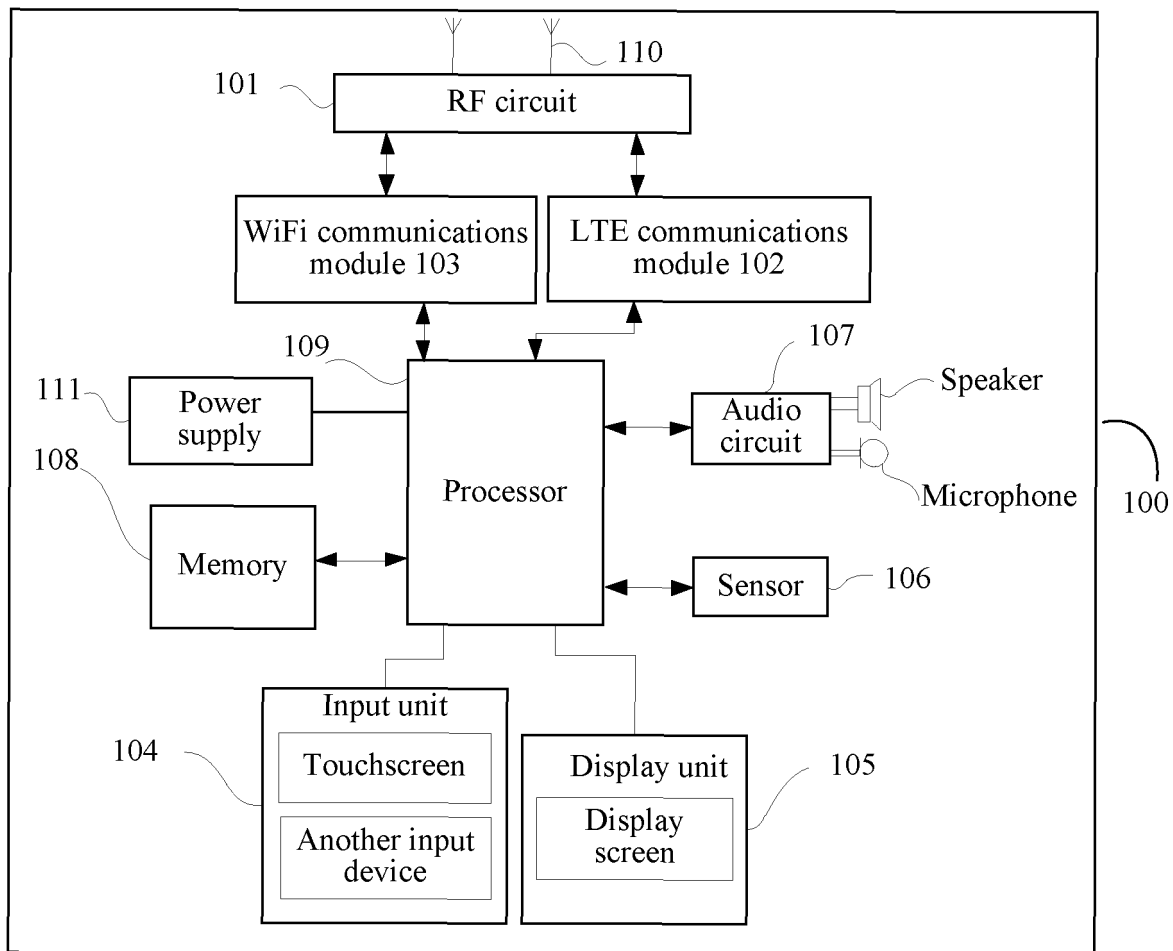 110
101
RF circuit
WiFi communications
module 103
LTE communications
module 102
109
107
111
Power
supply
Audio
circuit
Speaker
Microphone
100
108
Processor
Memory
Sensor
106
Input unit
104
Touchscreen
Another input
device
Display unit
105
Display
screen